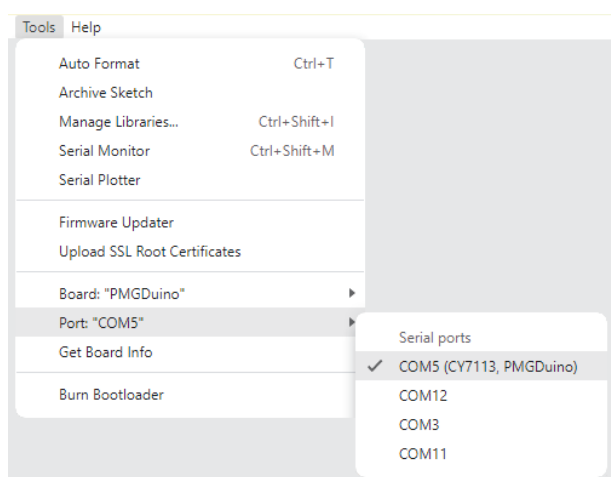 Tools Help
Auto Format Ctrl+T
Archive Sketch
Manage Libraries... Ctrl+Shift+I
Serial Monitor Ctrl+Shift+M
Serial Plotter
Firmware Updater
Upload SSL Root Certificates
Board: "PMGDuino"
Port: "COM5"
Get Board Info
Burn Bootloader
Serial ports
COM5 (CY7113, PMGDuino)
COM12
COM3
COM11